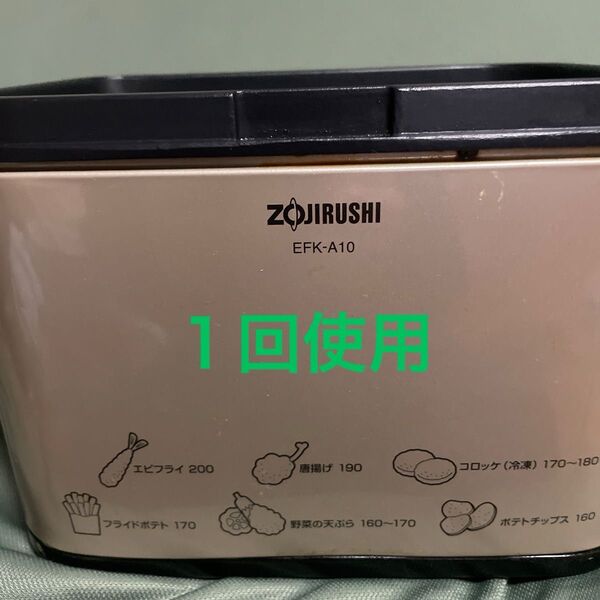 ZOJIRUSHI
EFK-A10
1回使用
エビフライ 200
唐揚げ 190
コロッケ(冷凍) 170~180
フライドポテト 170
野菜の天ぷら 160~170
ポテトチップス 160